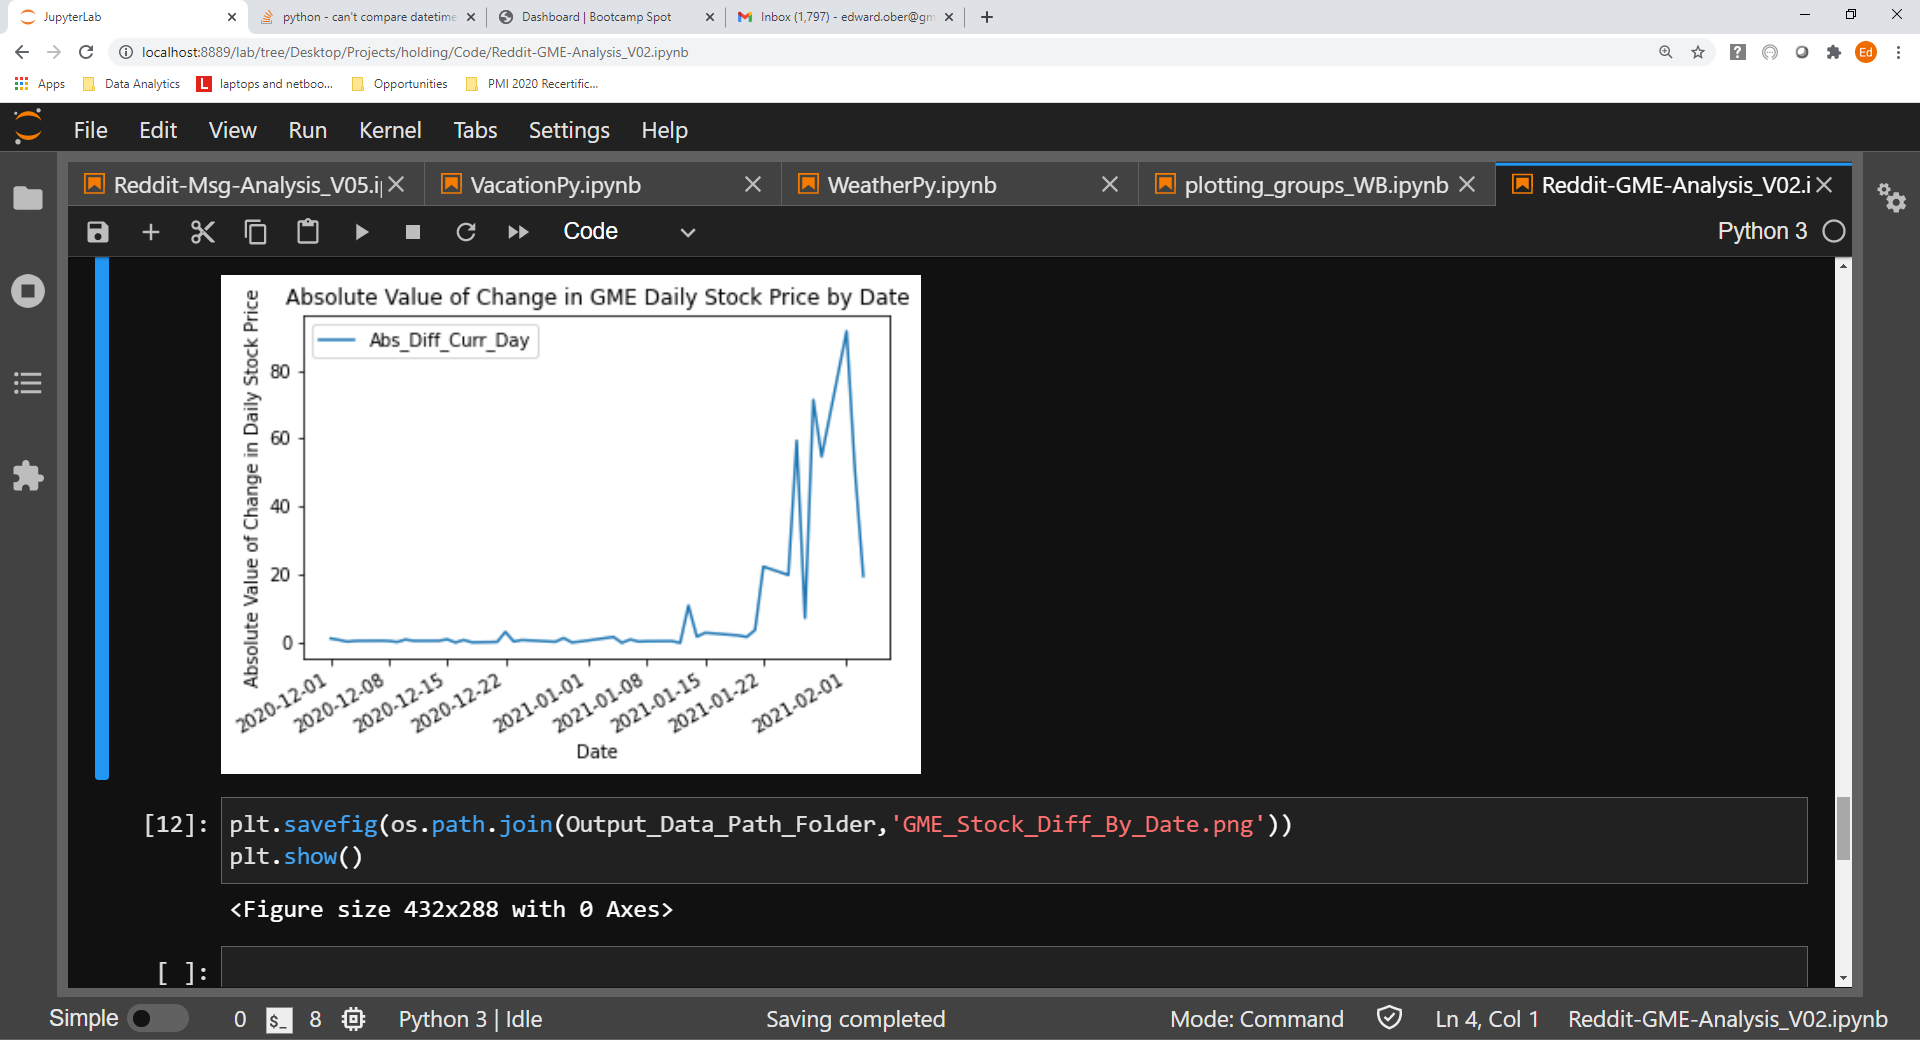 JupyterLab
python - can't compare datetime
Dashboard | Bootcamp Spot
Inbox (1,797) - edward.ober@gm
localhost:8889/lab/tree/Desktop/Projects/holding/Code/Reddit-GME-Analysis_V02.ipynb
Ed
Apps
Data Analytics
L
laptops and netboo...
Opportunities
PMI 2020 Recertific...
File Edit View Run Kernel Tabs Settings Help
Reddit-Msg-Analysis_V05.i
VacationPy.ipynb
WeatherPy.ipynb
plotting_groups_WB.ipynb
Reddit-GME-Analysis_V02.i
Code
Python 3
Absolute Value of Change in GME Daily Stock Price by Date
Absolute Value of Change in Daily Stock Price
Abs_Diff_Curr_Day
80
60
40
20
0
2020-12-01
2020-12-08
2020-12-15
2020-12-22
2021-01-01
2021-01-08
2021-01-15
2021-01-22
2021-02-01
Date
[12]:
plt.savefig(os.path.join(Output_Data_Path_Folder,'GME_Stock_Diff_By_Date.png'))
plt.show()
<Figure size 432x288 with 0 Axes>
[ ]:
Simple
0
$_
8
Python 3 | Idle
Saving completed
Mode: Command
Ln 4, Col 1
Reddit-GME-Analysis_V02.ipynb